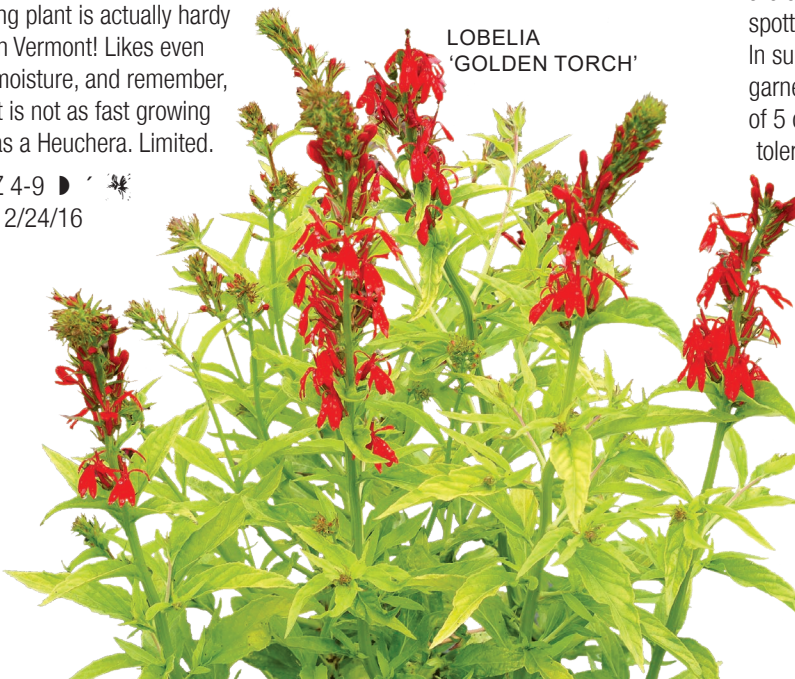 ng plant is actually hardy
n Vermont! Likes even
moisture, and remember,
t is not as fast growing
as a Heuchera. Limited.
Z 4-9
2/24/16
LOBELIA
'GOLDEN TORCH'
spott
In su
garne
of 5
toler